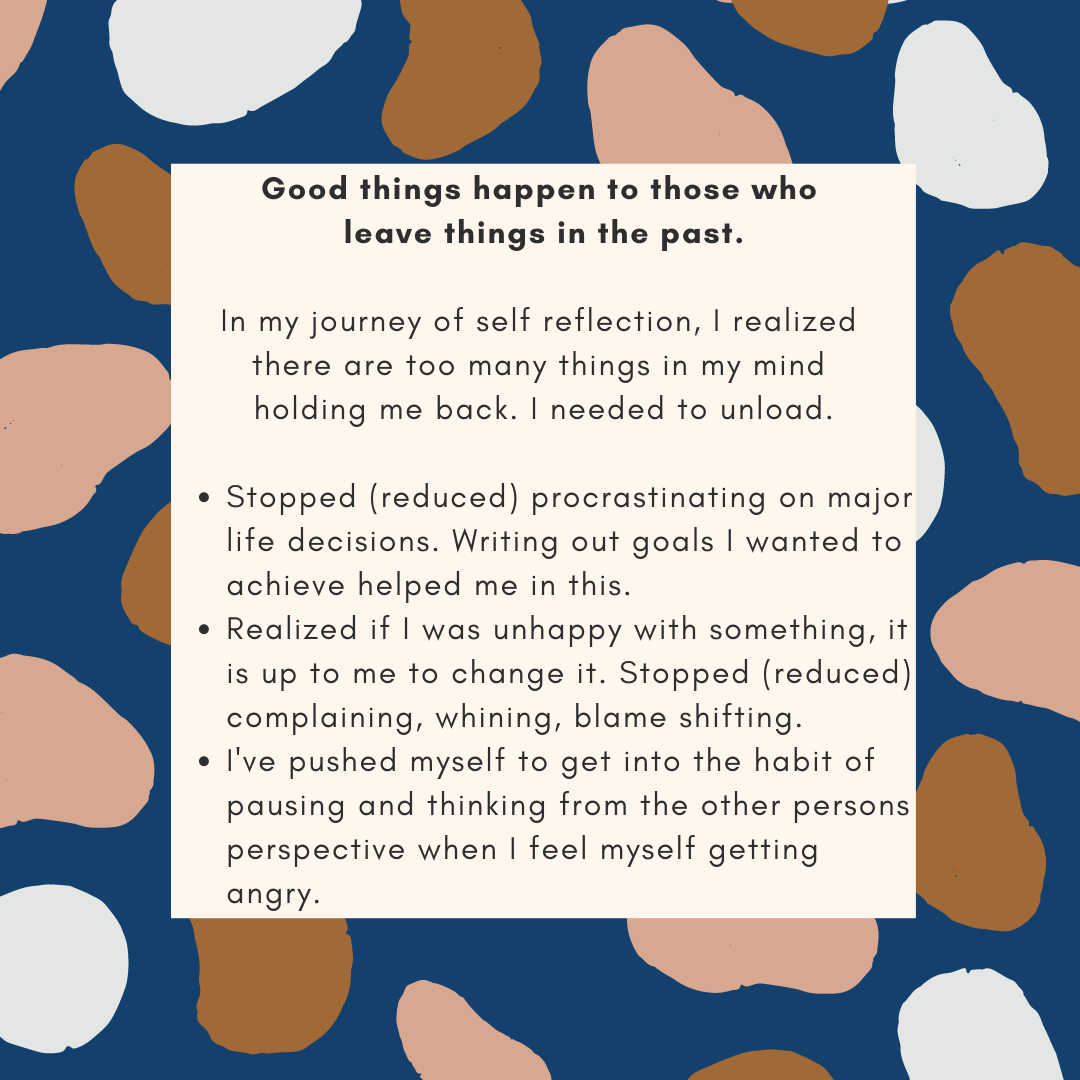 Good things happen to those who
leave things in the past.
In my journey of self reflection, I realized
there are too many things in my mind
holding me back. I needed to unload.
• Stopped (reduced) procrastinating on major
life decisions. Writing out goals I wanted to
achieve helped me in this.
• Realized if I was unhappy with something, it
is up to me to change it. Stopped (reduced)
complaining, whining, blame shifting.
• I've pushed myself to get into the habit of
pausing and thinking from the other persons
perspective when I feel myself getting
angry.